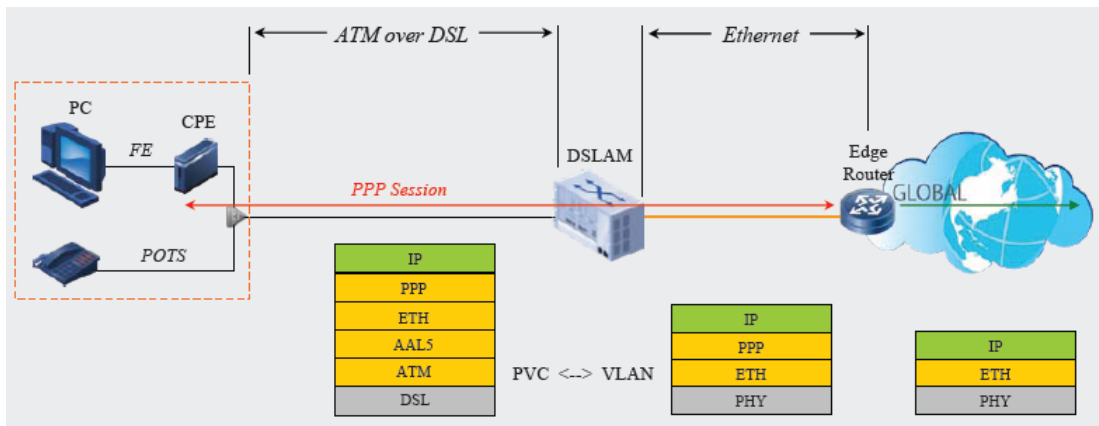 ATM over DSL
Ethernet
PC
CPE
FE
DSLAM
Edge
Router
GLOBAL
PPP Session
POTS
IP
PPP
ETH
AAL5
ATM
DSL
PVC <--> VLAN
IP
PPP
ETH
PHY
IP
ETH
PHY